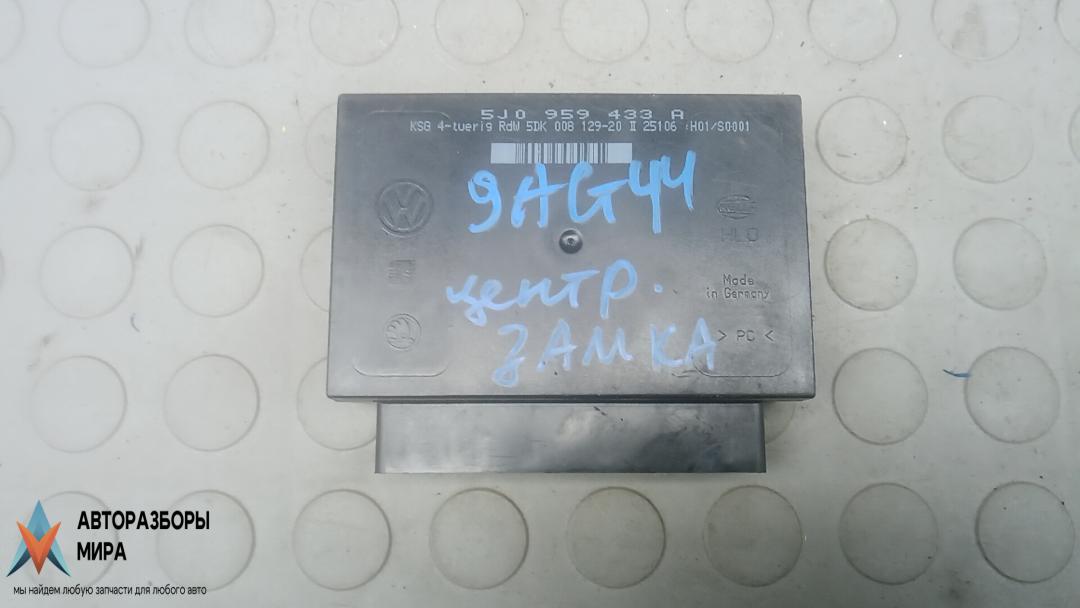 5J0 959 433 A
KSG 4-tuerig RdW 5DK 008 129-20 II 25106 :H01/S0001
9AG44
HLO
центр.
Made
in Germany
ЗАМКА
> PC <
АВТОРАЗБОРЫ
МИРА
мы найдем любую запчасти для любого авто